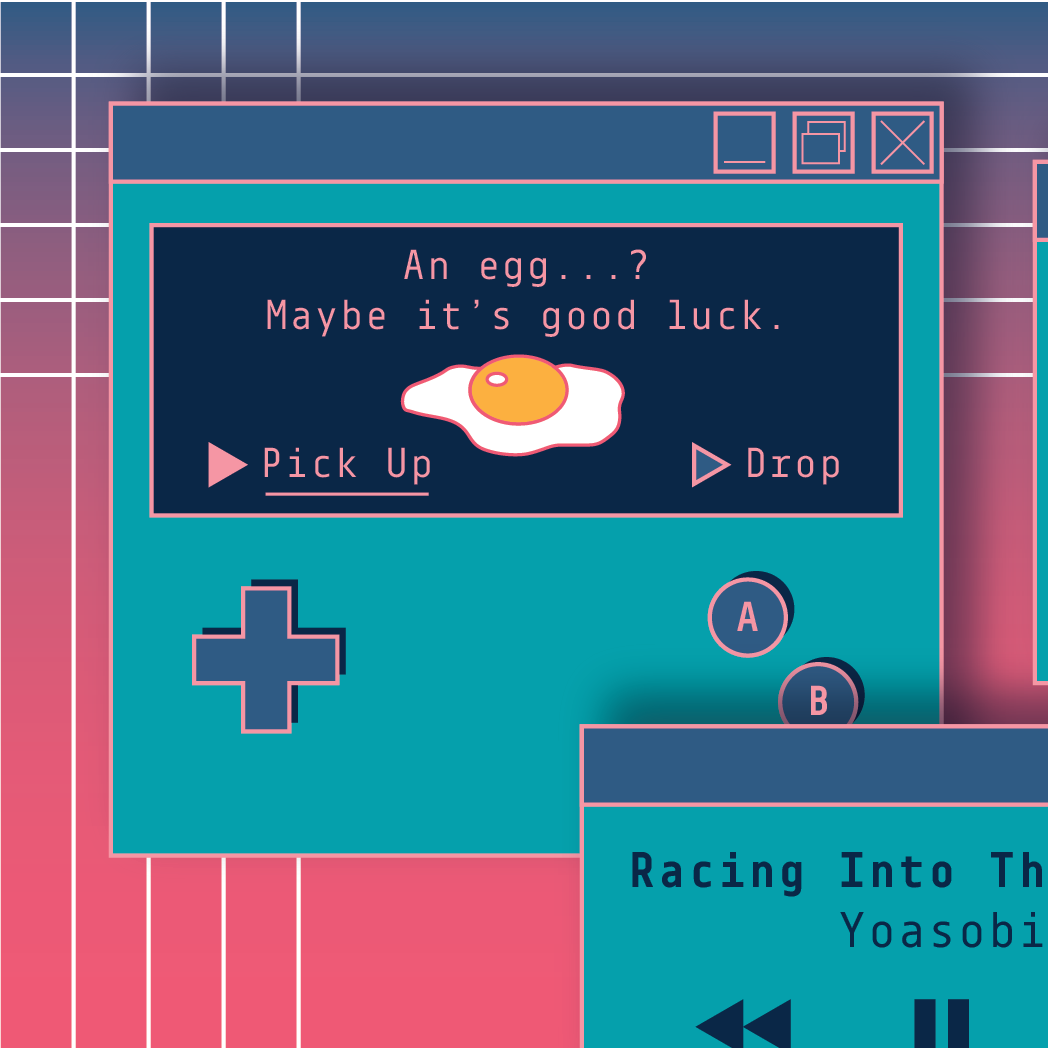 An egg...?
Maybe it's good luck.
Pick Up
Drop
A
B
Racing Into Th
Yoasobi